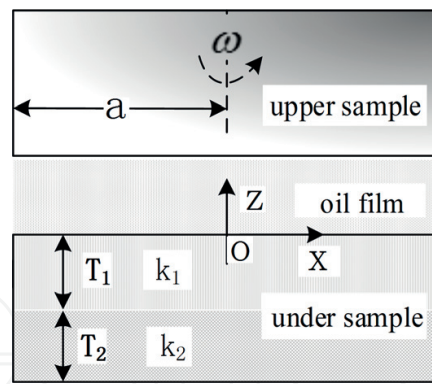 ω
a
upper sample
Z
oil film
O
X
T₁
k₁
under sample
T₂
k₂